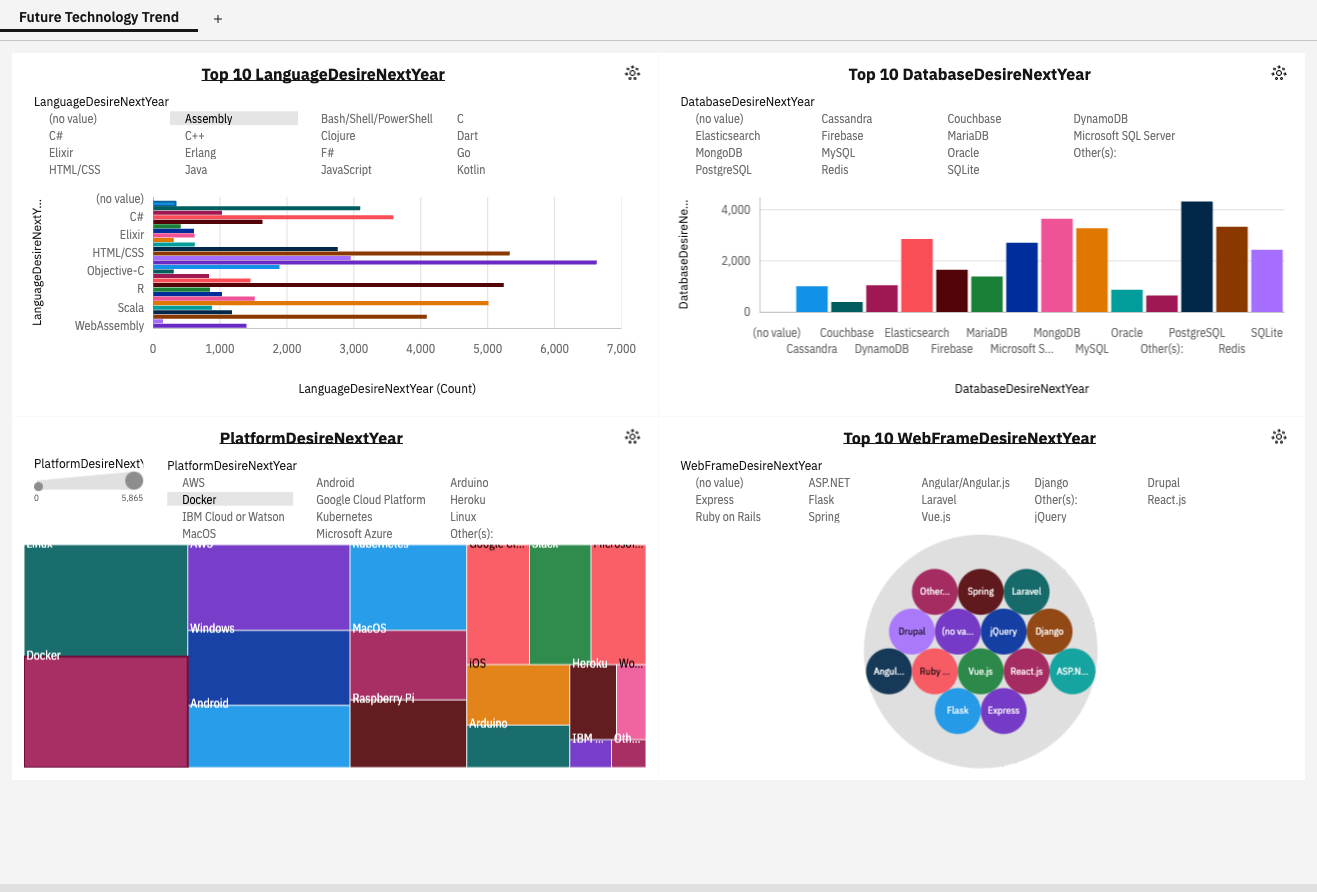 Future Technology Trend +
Top 10 LanguageDesireNextYear
LanguageDesireNextYear
(no value) Assembly Bash/Shell/PowerShell C
C# C++ Clojure Dart
Elixir Erlang F# Go
HTML/CSS Java JavaScript Kotlin
LanguageDesireNextY...
(no value)
C#
Elixir
HTML/CSS
Objective-C
R
Scala
WebAssembly
0 1,000 2,000 3,000 4,000 5,000 6,000 7,000
LanguageDesireNextYear (Count)
Top 10 DatabaseDesireNextYear
DatabaseDesireNextYear
(no value) Cassandra Couchbase DynamoDB
Elasticsearch Firebase MariaDB Microsoft SQL Server
MongoDB MySQL Oracle Other(s):
PostgreSQL Redis SQLite
DatabaseDesireNe...
4,000
2,000
0
(no value) Couchbase Elasticsearch MariaDB MongoDB Oracle PostgreSQL SQLite
Cassandra DynamoDB Firebase Microsoft S... MySQL Other(s): Redis
DatabaseDesireNextYear
PlatformDesireNextYear
PlatformDesireNextY
0 5,865
PlatformDesireNextYear
AWS Android Arduino
Docker Google Cloud Platform Heroku
IBM Cloud or Watson Kubernetes Linux
MacOS Microsoft Azure Other(s):
Linux AWS Kubernetes Google Cl... Slack Microsof...
Windows MacOS
Docker iOS Heroku Wo...
Android Raspberry Pi
Arduino
IBM ... Oth...
Top 10 WebFrameDesireNextYear
WebFrameDesireNextYear
(no value) ASP.NET Angular/Angular.js Django Drupal
Express Flask Laravel Other(s): React.js
Ruby on Rails Spring Vue.js jQuery
Other... Spring Laravel
Drupal (no va... jQuery Django
Angul... Ruby ... Vue.js React.js ASP.N...
Flask Express